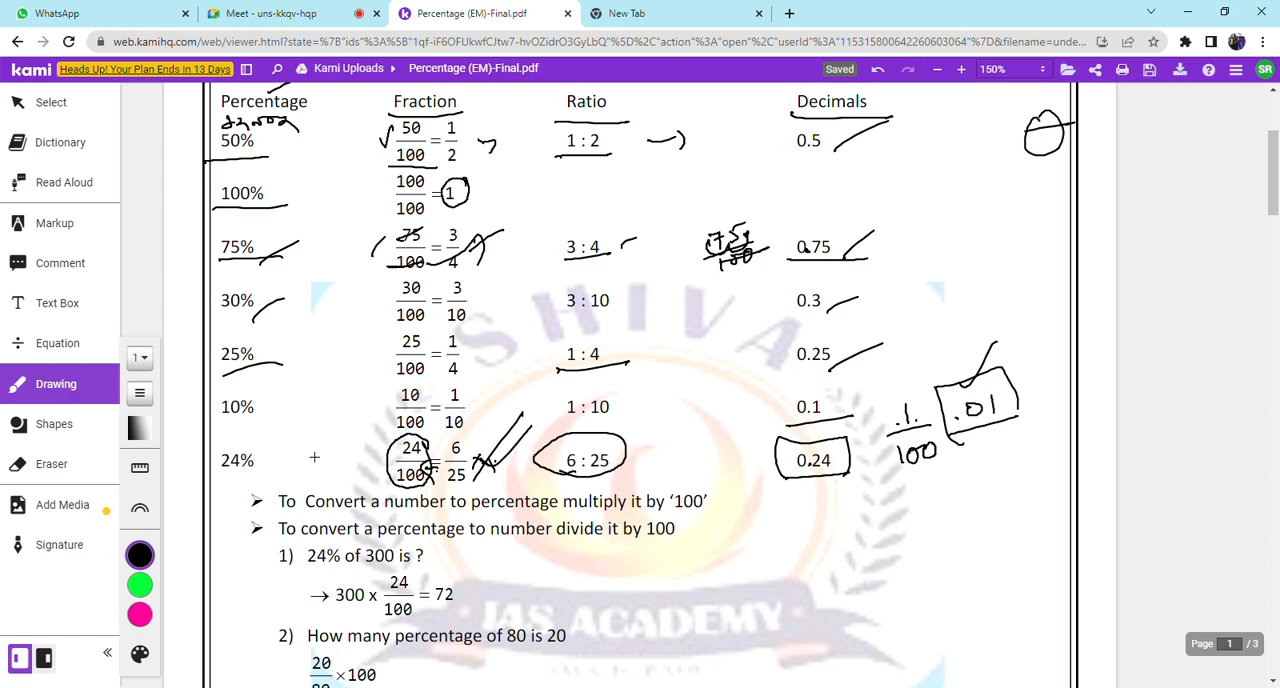 WhatsApp
Meet - uns-kkqv-hqp
Percentage (EM)-Final.pdf
New Tab
web.kamihq.com/web/viewer.html?state=%7B"ids"%3A%5B"1qf-iF6OFUkwfCJtw7-hvOZidrO3GyLbQ"%5D%2C"action"%3A"open"%2C"userId"%3A"115315800642260603064"%7D&filename=unde...
kami
Heads Up! Your Plan Ends In 13 Days
Kami Uploads
Percentage (EM)-Final.pdf
Saved
150%
SR
Select
Dictionary
Read Aloud
Markup
Comment
Text Box
Equation
Drawing
Shapes
Eraser
Add Media
Signature
1
Percentage Fraction Ratio Decimals
50% 50/100 = 1/2 1 : 2 0.5
100% 100/100 = 1
75% 75/100 = 3/4 3 : 4 0.75
30% 30/100 = 3/10 3 : 10 0.3
25% 25/100 = 1/4 1 : 4 0.25
10% 10/100 = 1/10 1 : 10 0.1
24% 24/100 = 6/25 6 : 25 0.24
.1. / 100
.01
➢ To Convert a number to percentage multiply it by ‘100’
➢ To convert a percentage to number divide it by 100
1) 24% of 300 is ?
→ 300 x 24/100 = 72
2) How many percentage of 80 is 20
20/80 ×100
SHIVA
IAS ACADEMY
Page 1 / 3